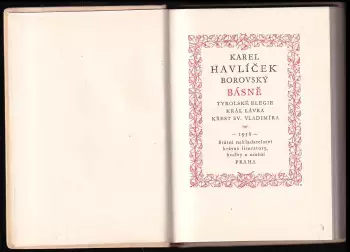 KAREL
HAVLÍČEK
BOROVSKÝ
BÁSNĚ
TYROLSKÉ ELEGIE
KRÁL LÁVRA
KŘEST SV. VLADIMÍRA
— 1958 —
Státní nakladatelství
krásné literatury,
hudby a umění
PRAHA